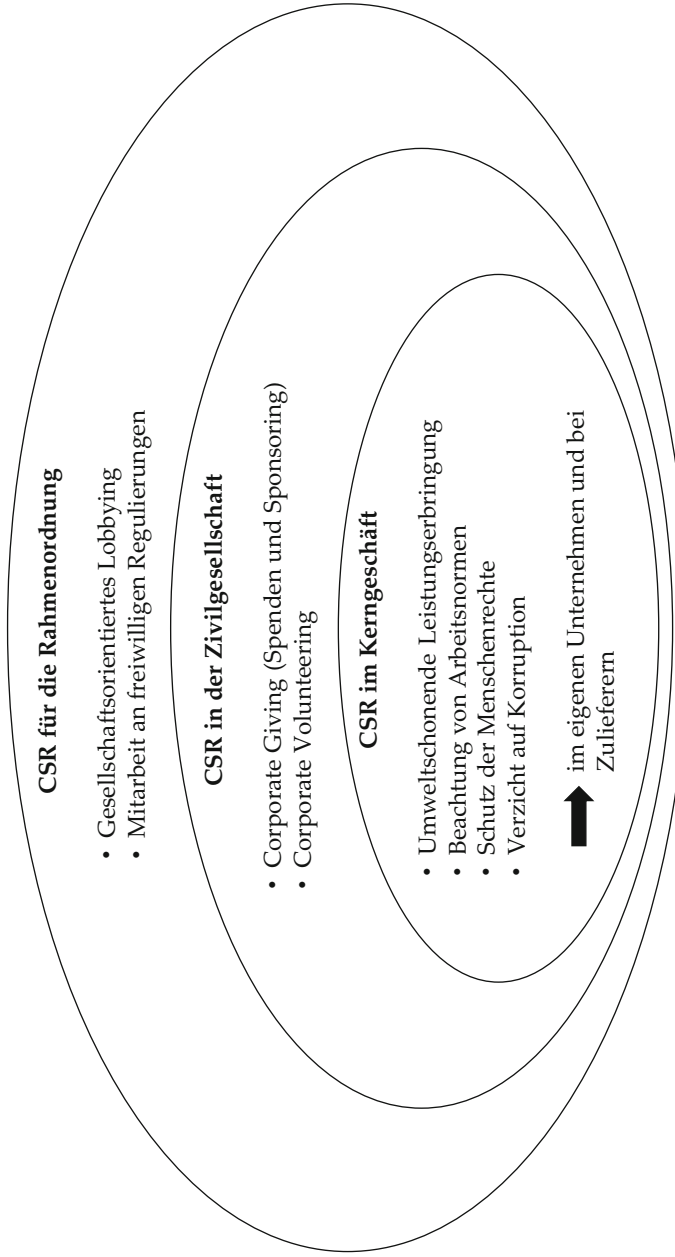 CSR für die Rahmenordnung
• Gesellschaftsorientiertes Lobbying
• Mitarbeit an freiwilligen Regulierungen
CSR in der Zivilgesellschaft
• Corporate Giving (Spenden und Sponsoring)
• Corporate Volunteering
CSR im Kerngeschäft
• Umweltschonende Leistungserbringung
• Beachtung von Arbeitsnormen
• Schutz der Menschenrechte
• Verzicht auf Korruption
im eigenen Unternehmen und bei
Zulieferern